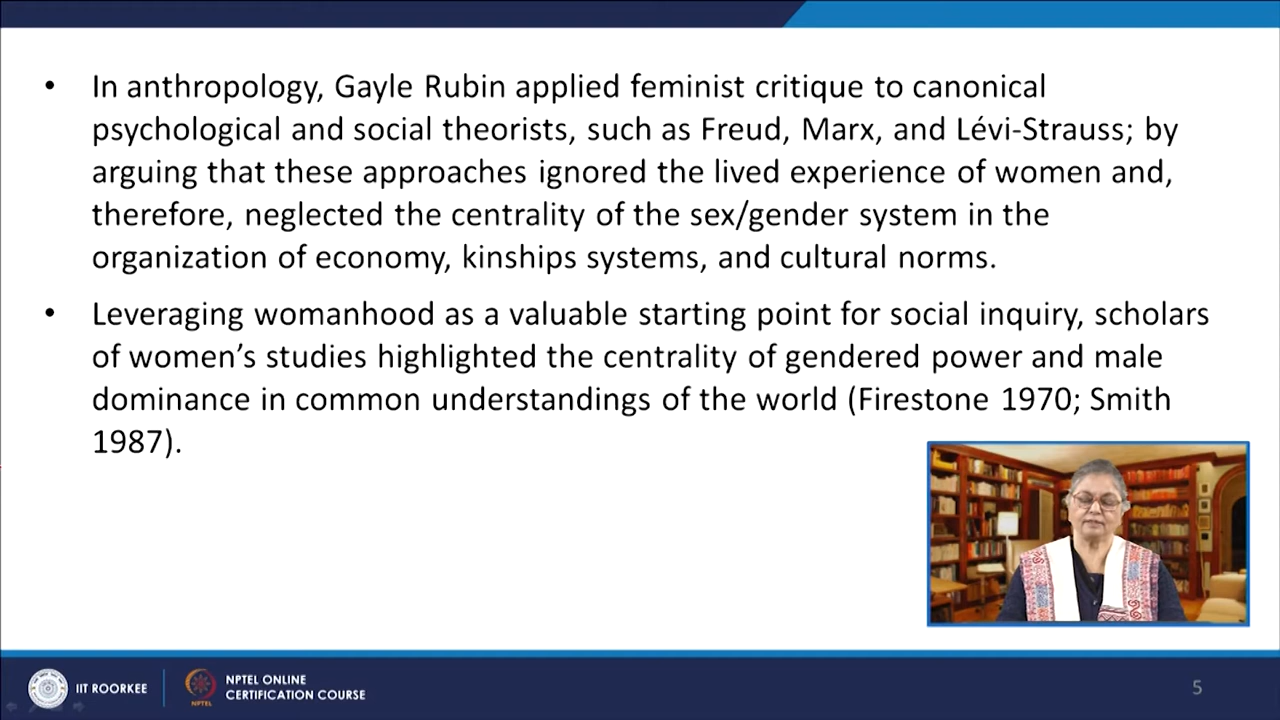 • In anthropology, Gayle Rubin applied feminist critique to canonical
psychological and social theorists, such as Freud, Marx, and Lévi-Strauss; by
arguing that these approaches ignored the lived experience of women and,
therefore, neglected the centrality of the sex/gender system in the
organization of economy, kinships systems, and cultural norms.
• Leveraging womanhood as a valuable starting point for social inquiry, scholars
of women’s studies highlighted the centrality of gendered power and male
dominance in common understandings of the world (Firestone 1970; Smith
1987).
IIT ROORKEE
NPTEL
NPTEL ONLINE
CERTIFICATION COURSE
5